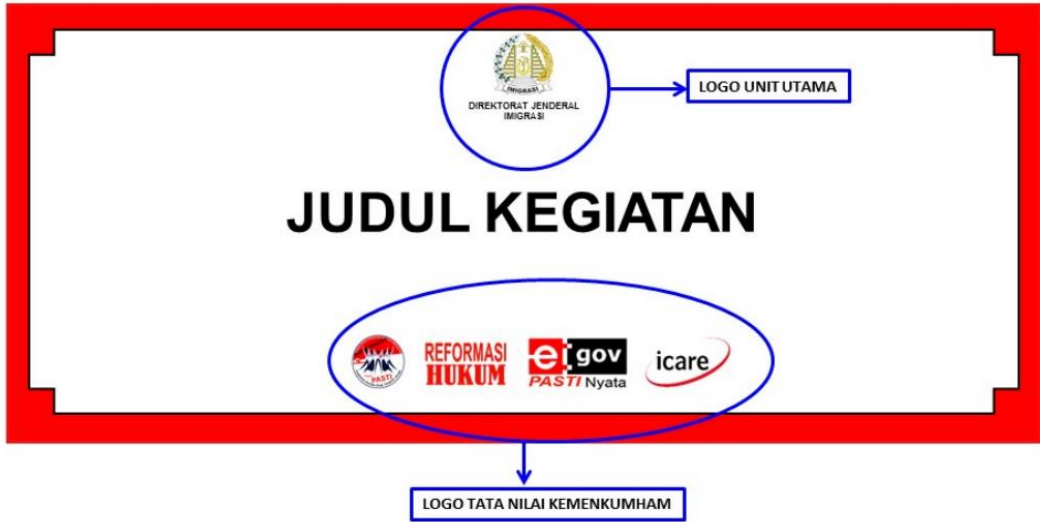 IMIGRASI
DIREKTORAT JENDERAL
IMIGRASI
LOGO UNIT UTAMA
JUDUL KEGIATAN
PASTI
REFORMASI
HUKUM
e gov
PASTI Nyata
icare
LOGO TATA NILAI KEMENKUMHAM